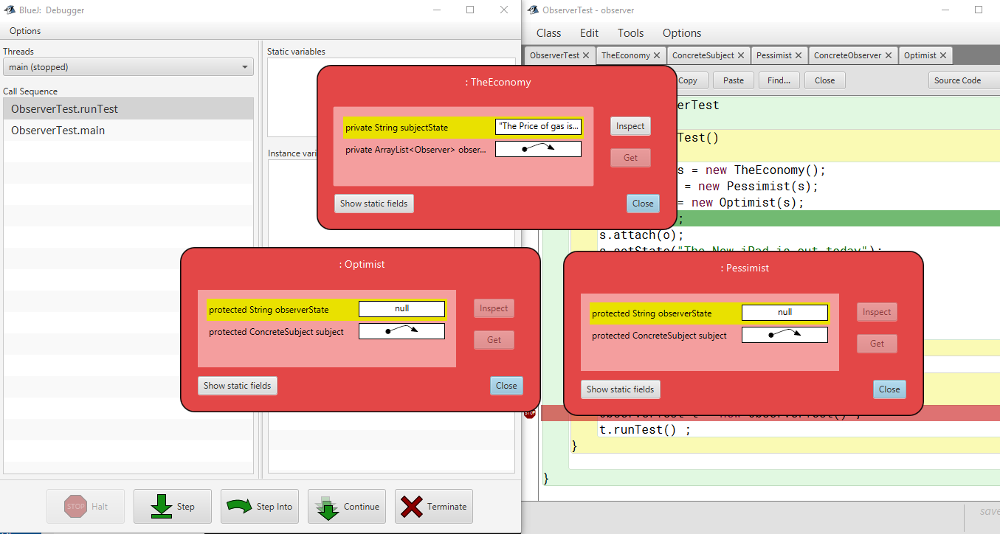 BlueJ: Debugger
Options
Threads
main (stopped)
Call Sequence
ObserverTest.runTest
ObserverTest.main
Static variables
Instance vari
Halt
Step
Step Into
Continue
Terminate
: TheEconomy
private String subjectState
"The Price of gas is...
private ArrayList<Observer> obser...
Inspect
Get
Show static fields
Close
: Optimist
protected String observerState
null
protected ConcreteSubject subject
Inspect
Get
Show static fields
Close
: Pessimist
protected String observerState
null
protected ConcreteSubject subject
Inspect
Get
Show static fields
Close
ObserverTest - observer
Class Edit Tools Options
ObserverTest TheEconomy ConcreteSubject Pessimist ConcreteObserver Optimist
Copy Paste Find... Close Source Code
erTest
Test()
s = new TheEconomy();
= new Pessimist(s);
= new Optimist(s);
;
s.attach(o);
s.setState("The New iPad is out today");
STOP
ObserverTest t = new ObserverTest() ;
t.runTest() ;
}
}
save